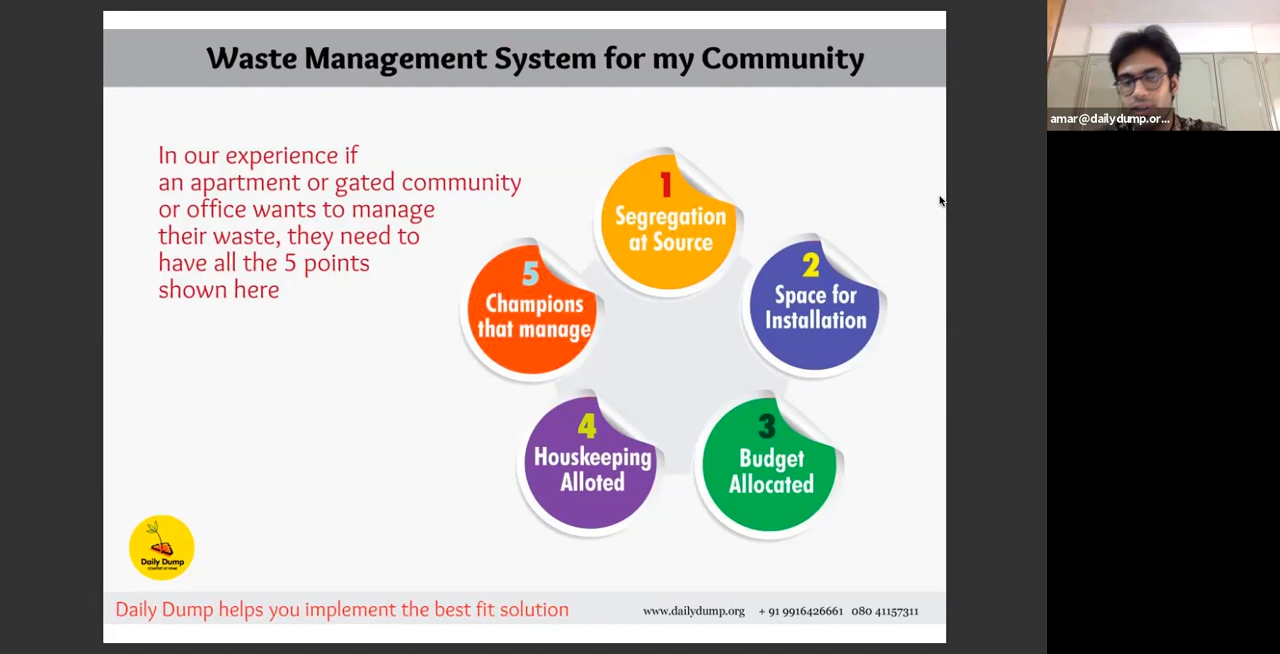 Waste Management System for my Community
In our experience if
an apartment or gated community
or office wants to manage
their waste, they need to
have all the 5 points
shown here
1
Segregation
at Source
2
Space for
Installation
3
Budget
Allocated
4
Houskeeping
Alloted
5
Champions
that manage
Daily Dump
COMPOST AT HOME
Daily Dump helps you implement the best fit solution
www.dailydump.org + 91 9916426661 080 41157311
amar@dailydump.or...